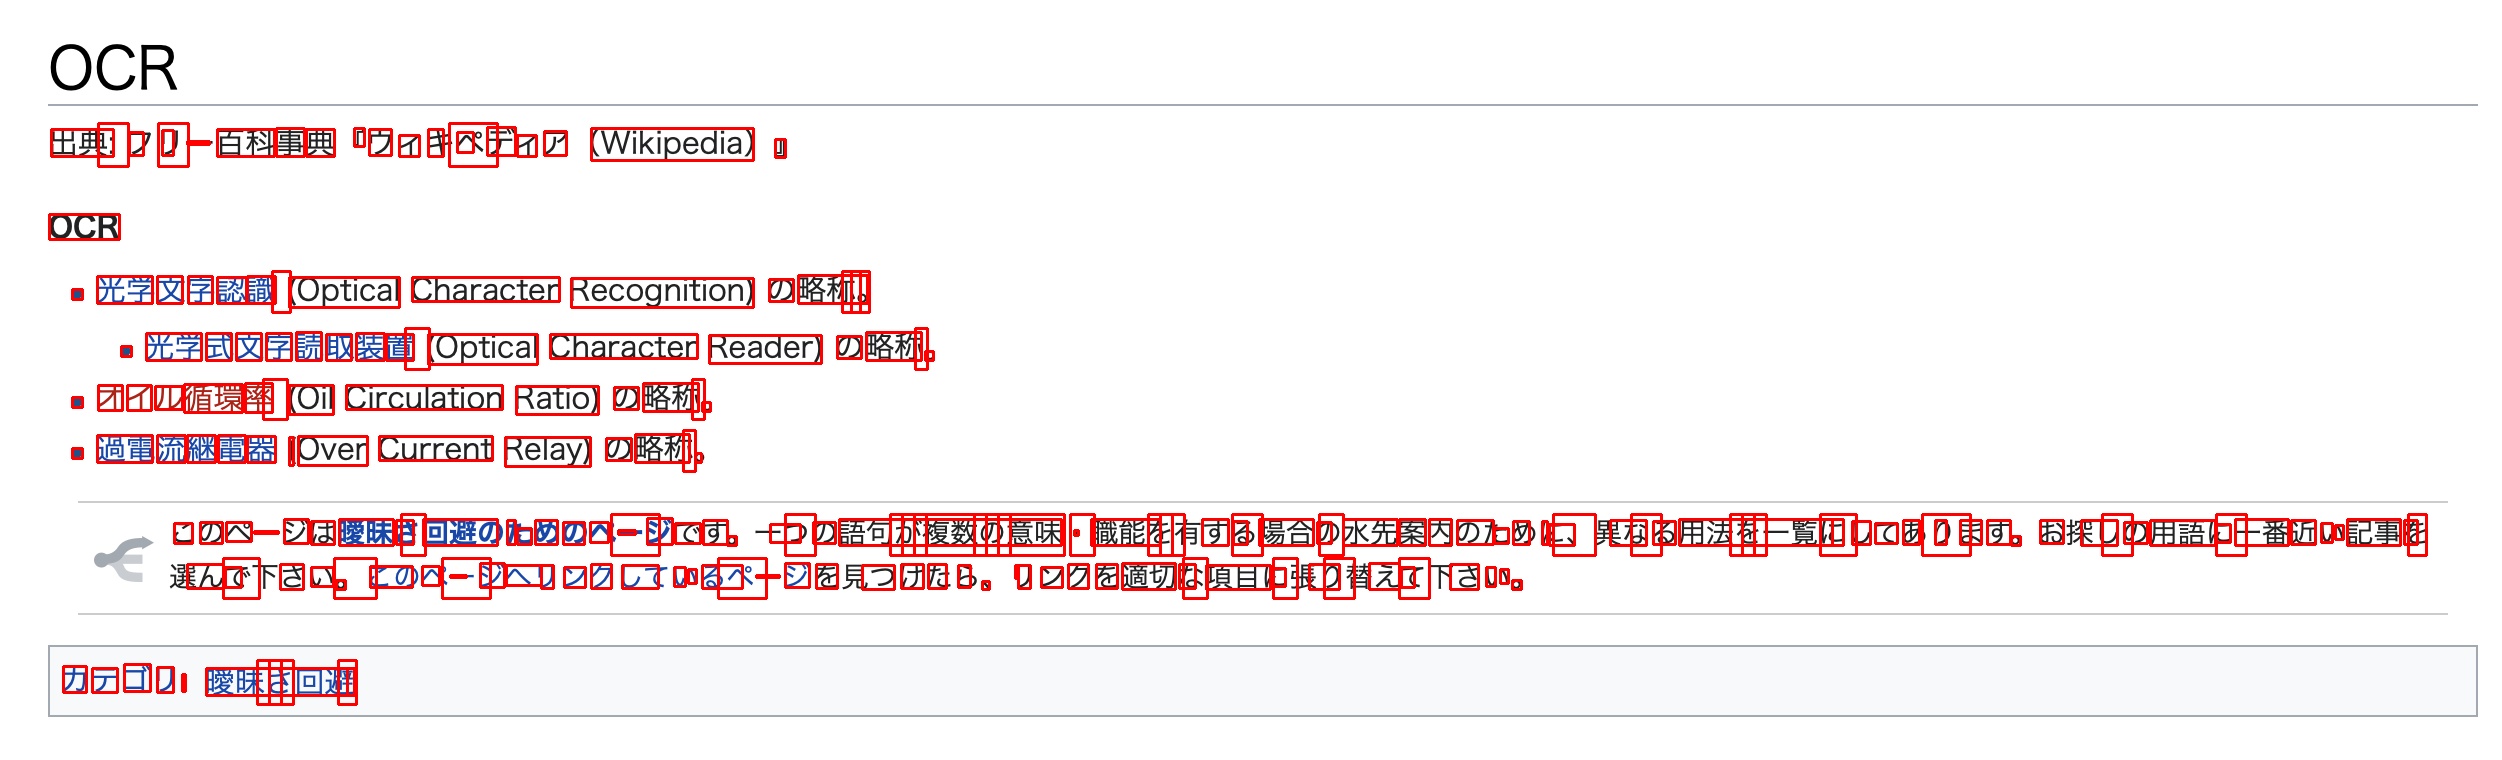 OCR
出典: フリー百科事典『ウィキペディア (Wikipedia) 』
OCR
光学文字認識 (Optical Character Recognition) の略称。
光学式文字読取装置 (Optical Character Reader) の略称。
オイル循環率 (Oil Circulation Ratio) の略称。
過電流継電器 (Over Current Relay) の略称。
このページは曖昧さ回避のためのページです。一つの語句が複数の意味・職能を有する場合の水先案内のために、異なる用法を一覧にしてあります。お探しの用語に一番近い記事を
選んで下さい。このページへリンクしているページを見つけたら、リンクを適切な項目に張り替えて下さい。
カテゴリ: 曖昧さ回避